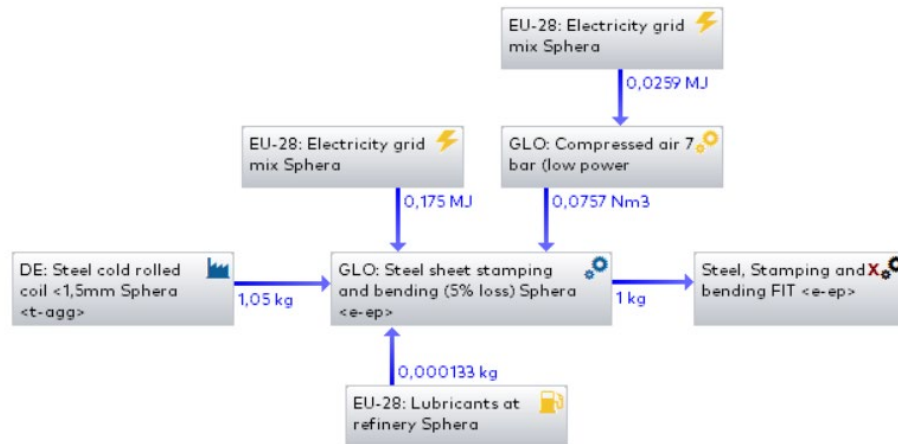 EU-28: Electricity grid
mix Sphera
0,0259 MJ
EU-28: Electricity grid
mix Sphera
GLO: Compressed air 7
bar (low power
0,175 MJ
0,0757 Nm3
DE: Steel cold rolled
coil <1,5mm Sphera
<t-agg>
1,05 kg
GLO: Steel sheet stamping
and bending (5% loss) Sphera
<e-ep>
1 kg
Steel, Stamping and X
bending FIT <e-ep>
0,000133 kg
EU-28: Lubricants at
refinery Sphera